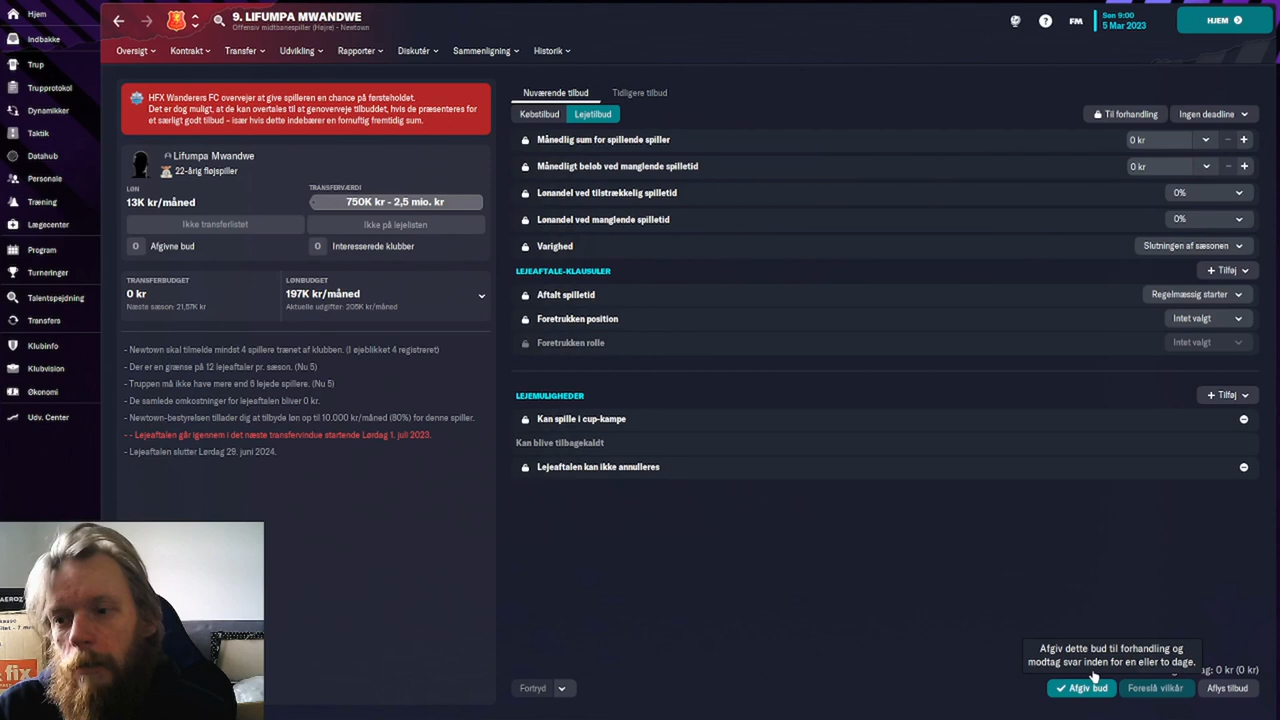 Hjem
Indbakke
Trup
Trupprotokol
Dynamikker
Taktik
Datahub
Personale
Træning
Lægecenter
Program
Turneringer
Talentspejdning
Transfers
Klubinfo
Klubvision
Økonomi
Udv. Center
9. LIFUMPA MWANDWE
Offensiv midtbanespiller (Højre) - Newtown
FM
Søn 9:00
5 Mar 2023
HJEM
Oversigt
Kontrakt
Transfer
Udvikling
Rapporter
Diskutér
Sammenligning
Historik
HFX Wanderers FC overvejer at give spilleren en chance på førsteholdet.
Det er dog muligt, at de kan overtales til at genoverveje tilbuddet, hvis de præsenteres for
et særligt godt tilbud - især hvis dette indebærer en fornuftig fremtidig sum.
Lifumpa Mwandwe
22-årig fløjspiller
LØN
13K kr/måned
TRANSFERVÆRDI
750K kr - 2,5 mio. kr
Ikke transferlistet
Ikke på lejelisten
0 Afgivne bud
0 Interesserede klubber
TRANSFERBUDGET
0 kr
Næste sæson: 21,57K kr
LØNBUDGET
197K kr/måned
Aktuelle udgifter: 205K kr/måned
- Newtown skal tilmelde mindst 4 spillere trænet af klubben. (I øjeblikket 4 registreret)
- Der er en grænse på 12 lejeaftaler pr. sæson. (Nu 5)
- Truppen må ikke have mere end 6 lejede spillere. (Nu 5)
- De samlede omkostninger for lejeaftalen bliver 0 kr.
- Newtown-bestyrelsen tillader dig at tilbyde løn op til 10.000 kr/måned (80%) for denne spiller.
- - Lejeaftalen går igennem i det næste transfervindue startende Lørdag 1. juli 2023.
- Lejeaftalen slutter Lørdag 29. juni 2024.
Nuværende tilbud
Tidligere tilbud
Købstilbud
Lejetilbud
Til forhandling
Ingen deadline
Månedlig sum for spillende spiller
0 kr
Månedligt beløb ved manglende spilletid
0 kr
Lønandel ved tilstrækkelig spilletid
0%
Lønandel ved manglende spilletid
0%
Varighed
Slutningen af sæsonen
LEJEAFTALE-KLAUSULER
+ Tilføj
Aftalt spilletid
Regelmæssig starter
Foretrukken position
Intet valgt
Foretrukken rolle
Intet valgt
LEJEMULIGHEDER
+ Tilføj
Kan spille i cup-kampe
Kan blive tilbagekaldt
Lejeaftalen kan ikke annulleres
Afgiv dette bud til forhandling og
modtag svar inden for en eller to dage.
ag: 0 kr (0 kr)
Fortryd
Afgiv bud
Foreslå vilkår
Aflys tilbud
AEROZ
fix